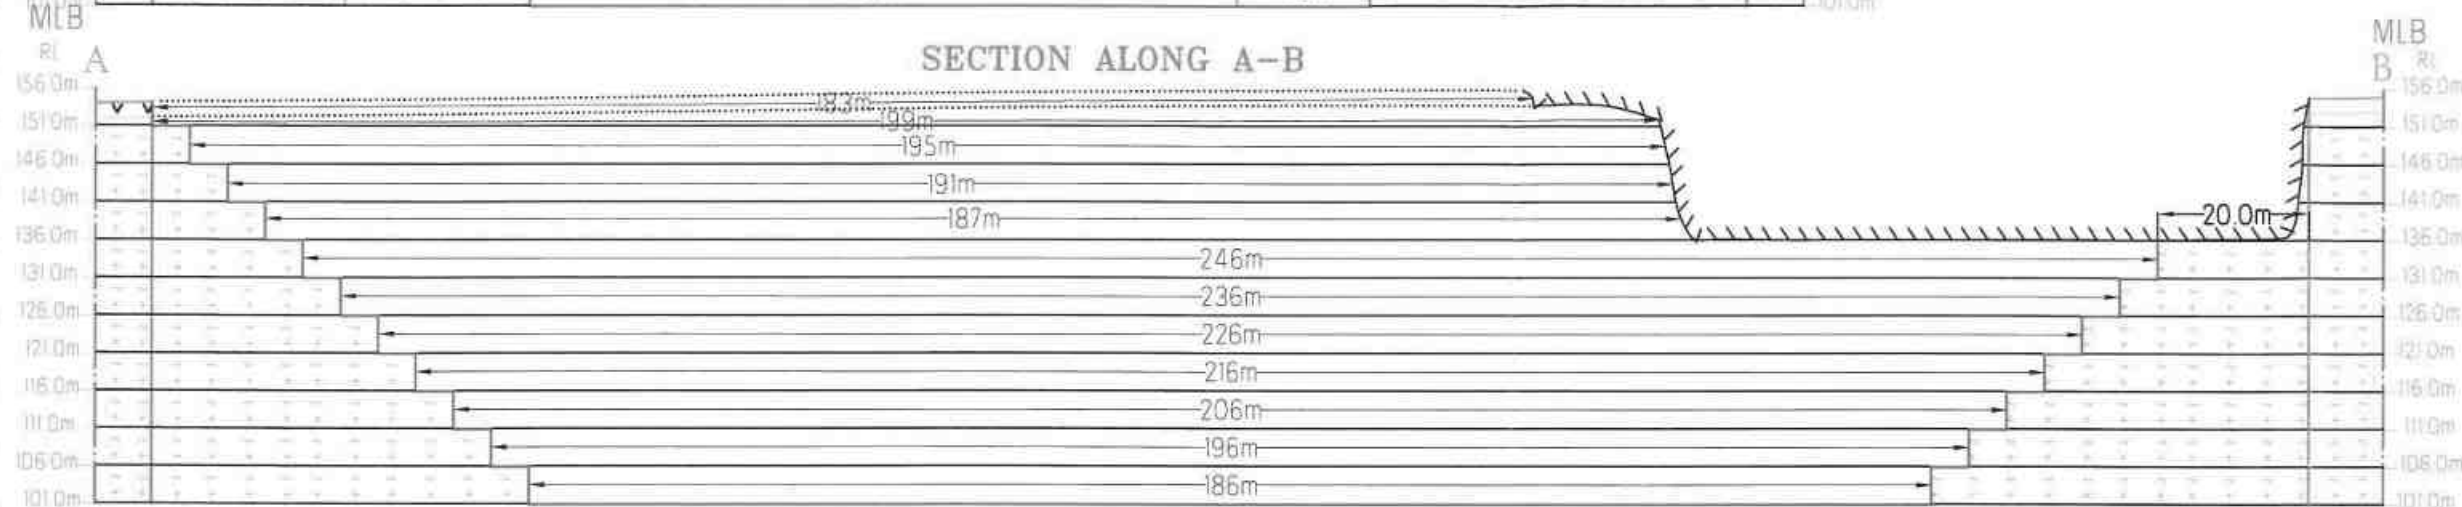 101.0m
MLB MLB
RL RL
A SECTION ALONG A-B B
156.0m 183m 156.0m
151.0m 199m 151.0m
195m
146.0m 146.0m
191m
141.0m 187m 20.0m 141.0m
136.0m 136.0m
246m
131.0m 131.0m
236m
126.0m 126.0m
226m
121.0m 121.0m
216m
116.0m 116.0m
206m
111.0m 111.0m
196m
106.0m 106.0m
186m
101.0m 101.0m